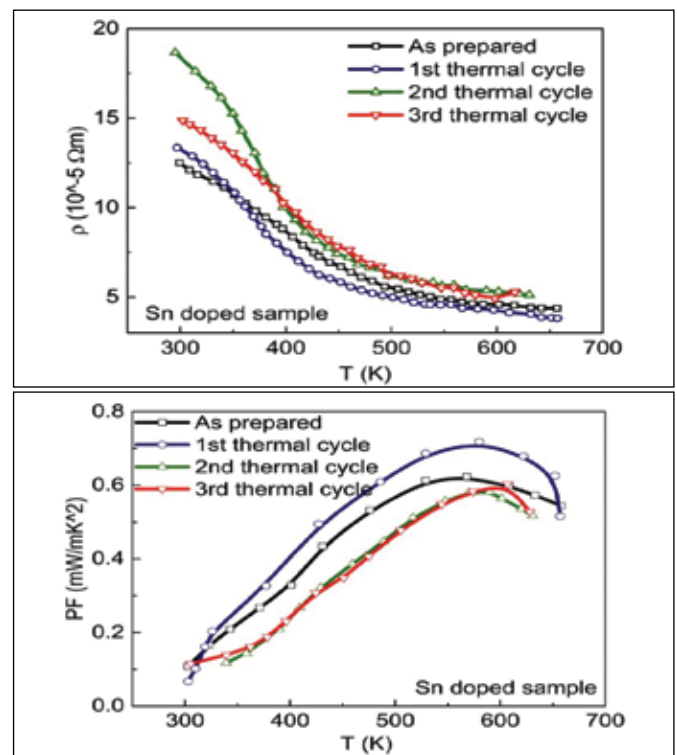 20
15
10
5
ρ (10^-5 Ωm)
As prepared
1st thermal cycle
2nd thermal cycle
3rd thermal cycle
Sn doped sample
300 400 500 600 700
T (K)
0.8
0.6
0.4
0.2
0.0
PF (mW/mK^2)
As prepared
1st thermal cycle
2nd thermal cycle
3rd thermal cycle
Sn doped sample
300 400 500 600 700
T (K)